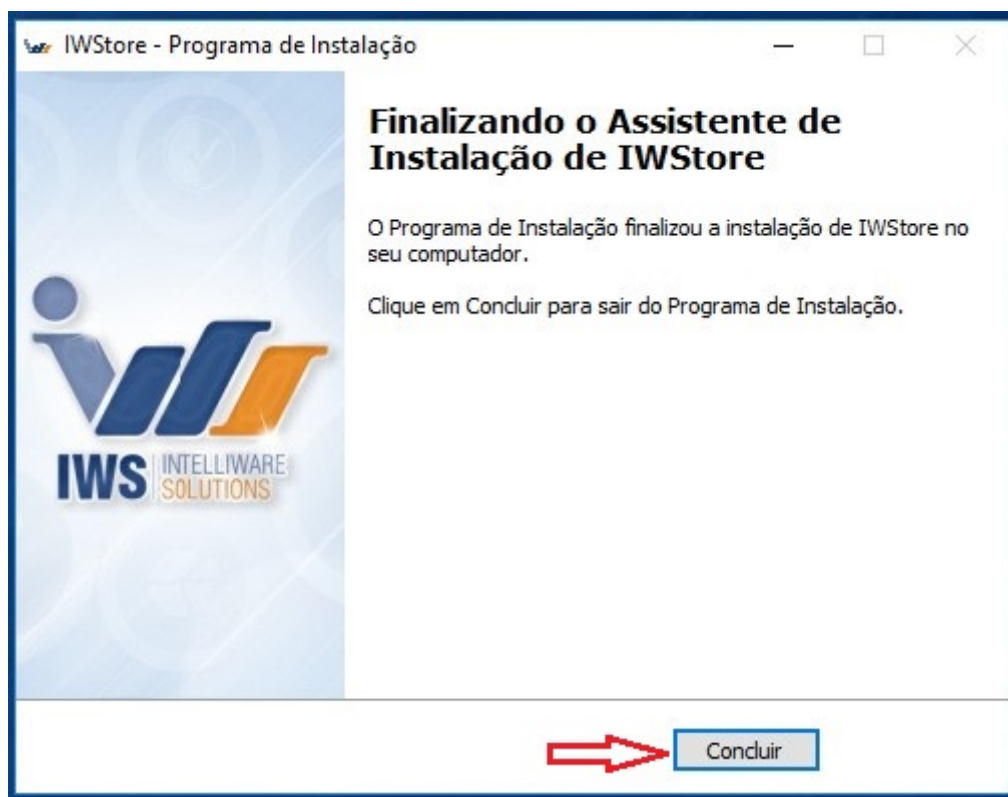 IWStore - Programa de Instalação
Finalizando o Assistente de
Instalação de IWStore
O Programa de Instalação finalizou a instalação de IWStore no
seu computador.
Clique em Concluir para sair do Programa de Instalação.
IWS INTELLIWARE
SOLUTIONS
Concluir